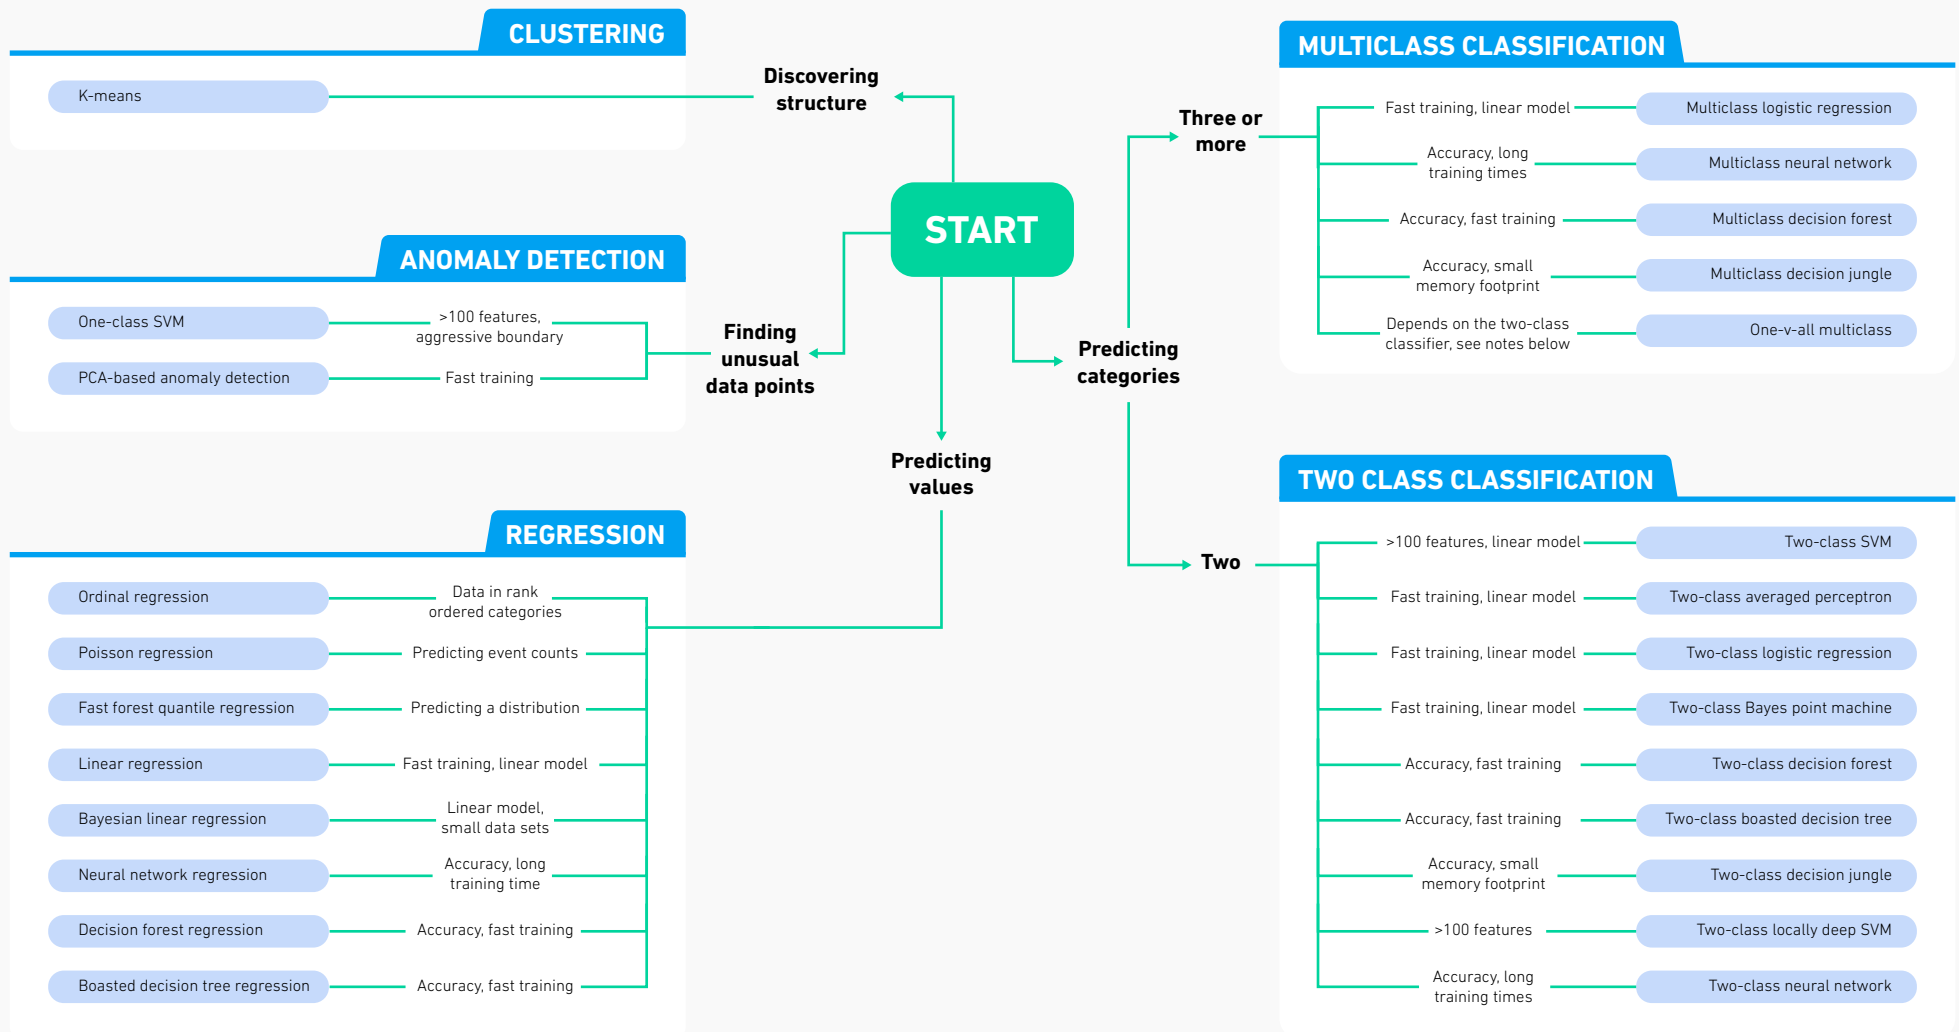 CLUSTERING
K-means
Discovering
structure
START
ANOMALY DETECTION
One-class SVM
>100 features,
aggressive boundary
PCA-based anomaly detection
Fast training
Finding
unusual
data points
Predicting
values
REGRESSION
Ordinal regression
Data in rank
ordered categories
Poisson regression
Predicting event counts
Fast forest quantile regression
Predicting a distribution
Linear regression
Fast training, linear model
Bayesian linear regression
Linear model,
small data sets
Neural network regression
Accuracy, long
training time
Decision forest regression
Accuracy, fast training
Boasted decision tree regression
Accuracy, fast training
Predicting
categories
Three or
more
MULTICLASS CLASSIFICATION
Fast training, linear model
Multiclass logistic regression
Accuracy, long
training times
Multiclass neural network
Accuracy, fast training
Multiclass decision forest
Accuracy, small
memory footprint
Multiclass decision jungle
Depends on the two-class
classifier, see notes below
One-v-all multiclass
Two
TWO CLASS CLASSIFICATION
>100 features, linear model
Two-class SVM
Fast training, linear model
Two-class averaged perceptron
Fast training, linear model
Two-class logistic regression
Fast training, linear model
Two-class Bayes point machine
Accuracy, fast training
Two-class decision forest
Accuracy, fast training
Two-class boasted decision tree
Accuracy, small
memory footprint
Two-class decision jungle
>100 features
Two-class locally deep SVM
Accuracy, long
training times
Two-class neural network